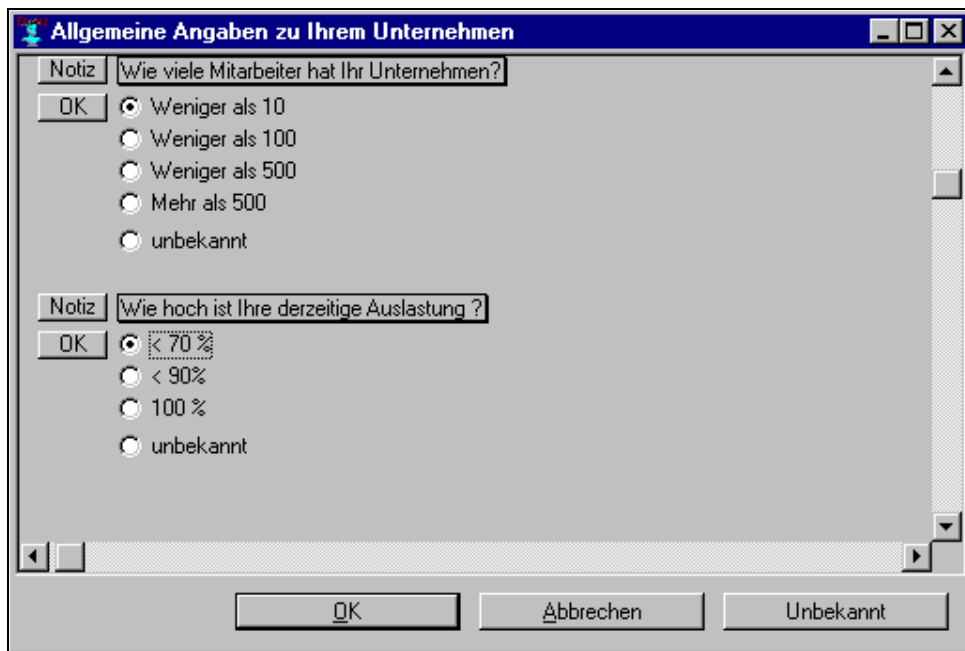 Allgemeine Angaben zu Ihrem Unternehmen
Notiz Wie viele Mitarbeiter hat Ihr Unternehmen?
OK Weniger als 10
Weniger als 100
Weniger als 500
Mehr als 500
unbekannt
Notiz Wie hoch ist Ihre derzeitige Auslastung ?
OK < 70 %
< 90%
100 %
unbekannt
OK Abbrechen Unbekannt